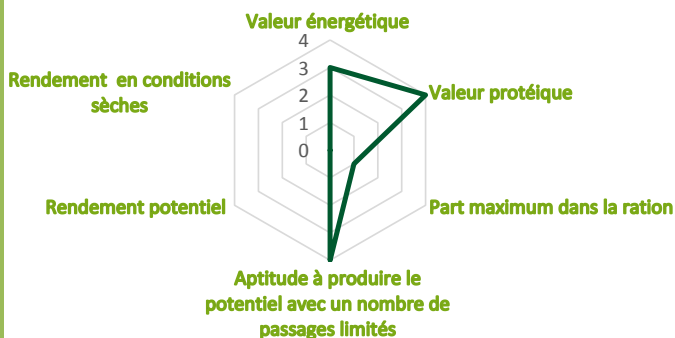 Valeur énergétique
4
3
2
1
0
Rendement en conditions
sèches
Valeur protéique
Rendement potentiel
Part maximum dans la ration
Aptitude à produire le
potentiel avec un nombre de
passages limités